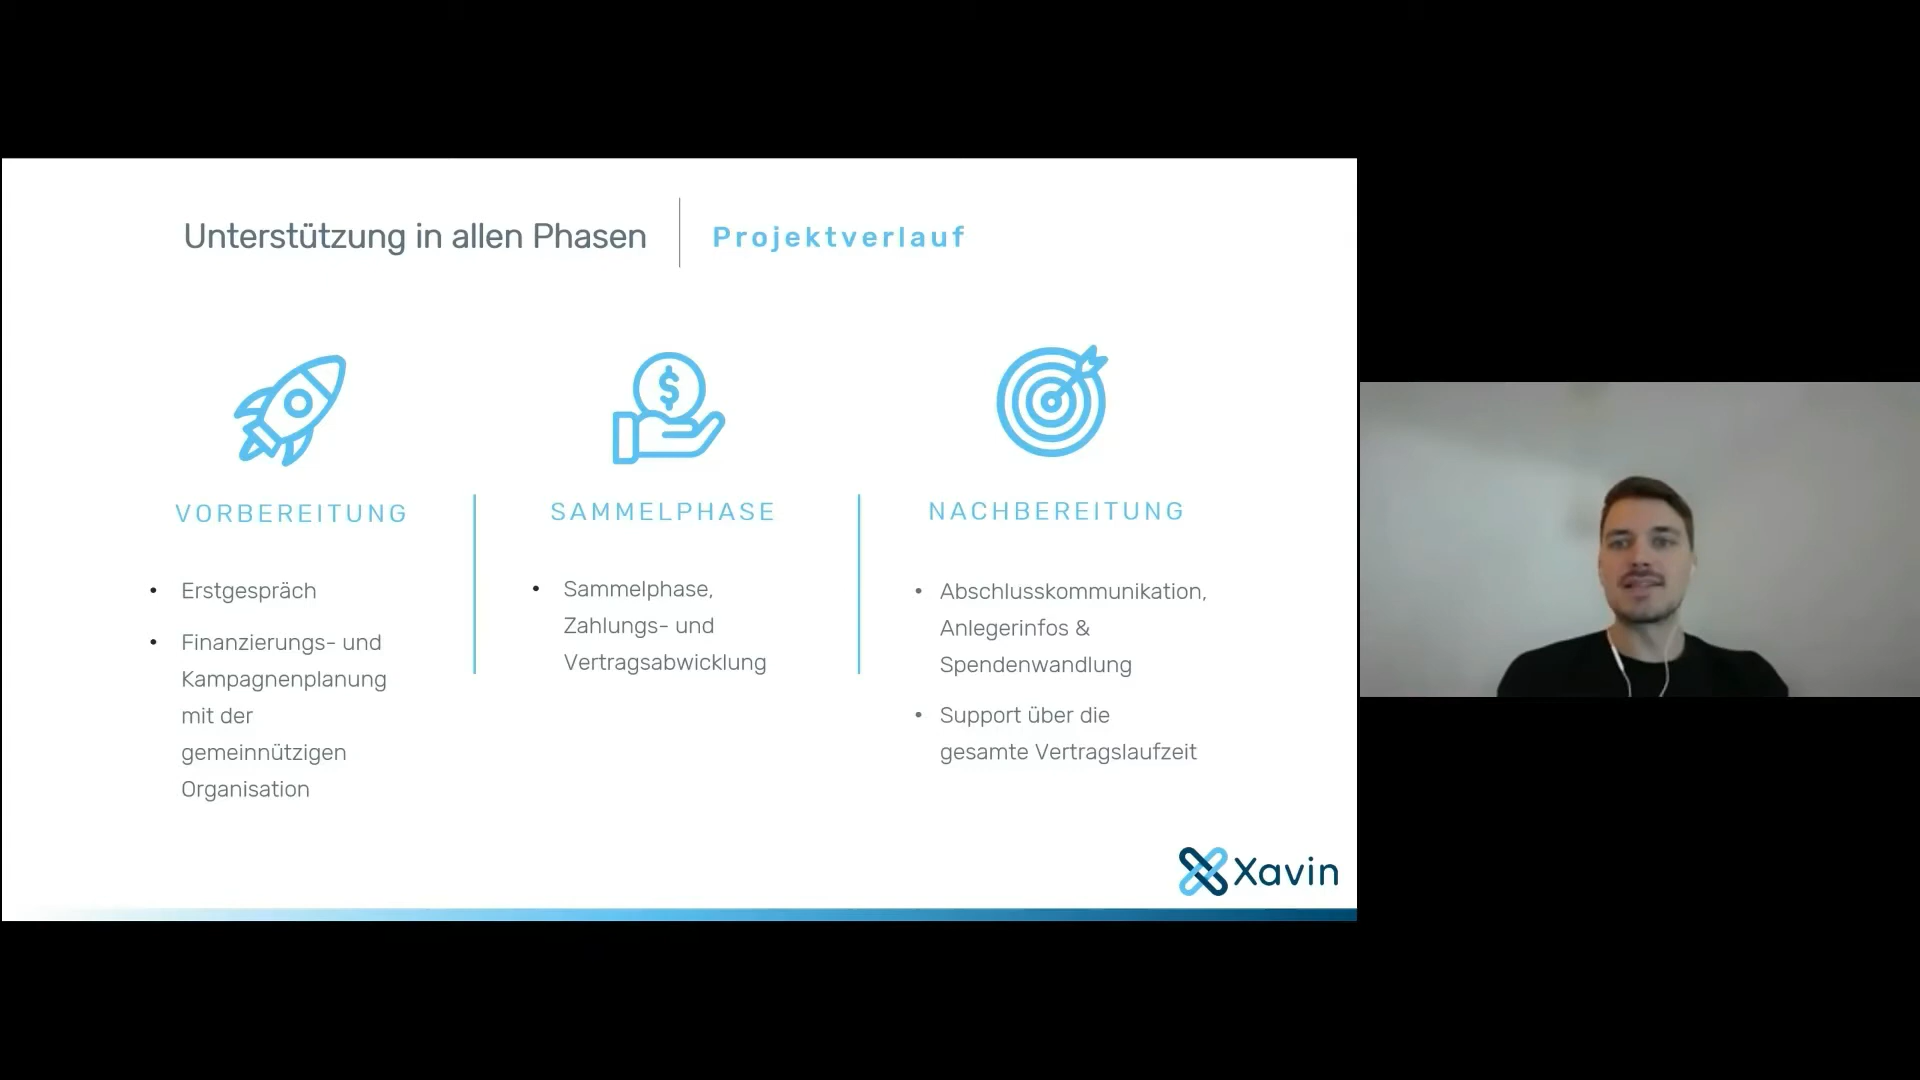 Unterstützung in allen Phasen
Projektverlauf
VORBEREITUNG
• Erstgespräch
• Finanzierungs- und
Kampagnenplanung
mit der
gemeinnützigen
Organisation
SAMMELPHASE
• Sammelphase,
Zahlungs- und
Vertragsabwicklung
NACHBEREITUNG
• Abschlusskommunikation,
Anlegerinfos &
Spendenwandlung
• Support über die
gesamte Vertragslaufzeit
Xavin